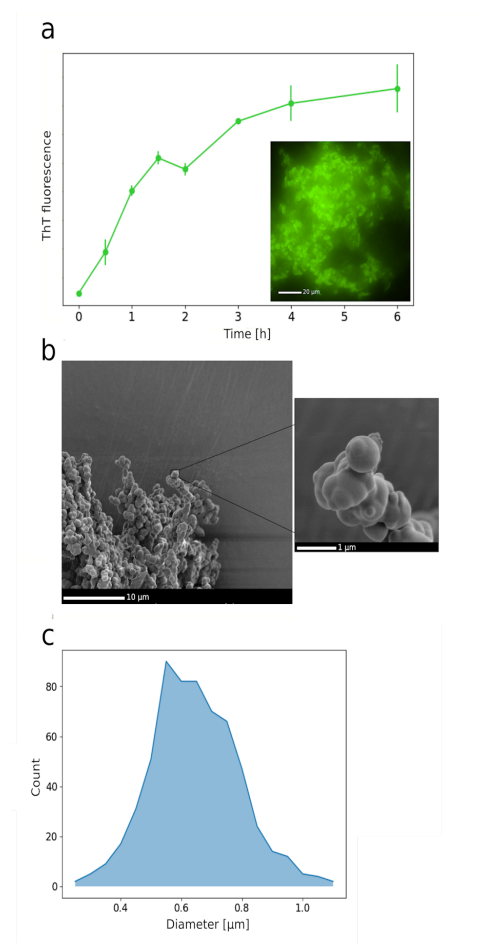 a
ThT fluorescence
20 μm
0 1 2 3 4 5 6
Time [h]
b
10 μm
1 μm
c
80
60
40
20
0
Count
0.4 0.6 0.8 1.0
Diameter [μm]